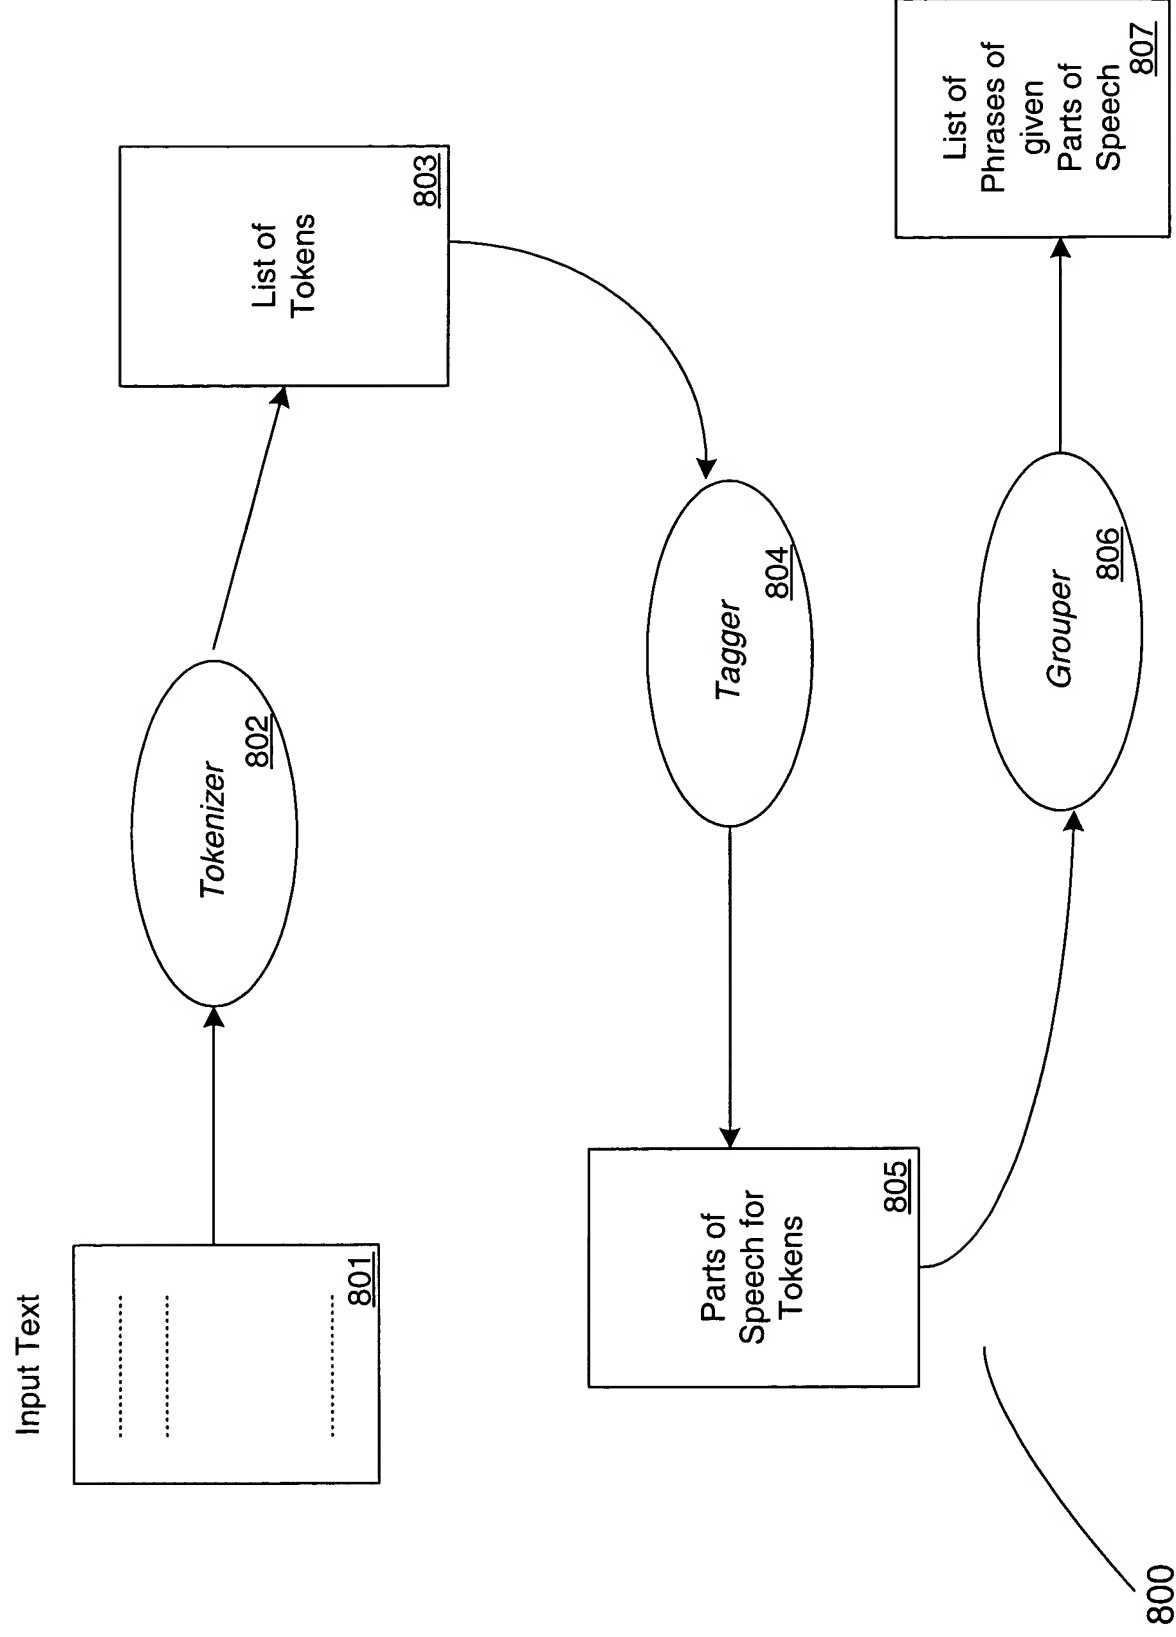 Input Text
801
Tokenizer
802
List of
Tokens
803
Tagger
804
Parts of
Speech for
Tokens
805
Grouper
806
List of
Phrases of
given
Parts of
Speech
807
800